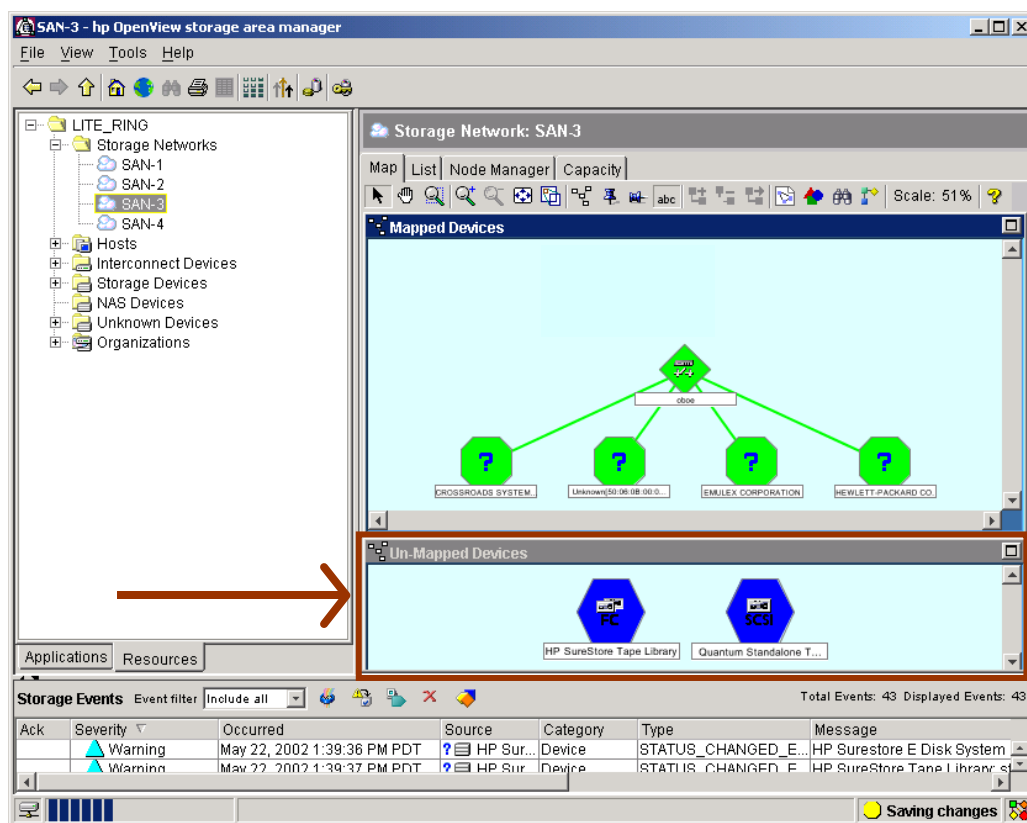 SAN-3 - hp OpenView storage area manager
File View Tools Help
LITE_RING
Storage Networks
SAN-1
SAN-2
SAN-3
SAN-4
Hosts
Interconnect Devices
Storage Devices
NAS Devices
Unknown Devices
Organizations
Applications Resources
Storage Network: SAN-3
Map List Node Manager Capacity
abc Scale: 51%
Mapped Devices
oboe
CROSSROADS SYSTEM... Unknown[50:06:0B:00:0... EMULEX CORPORATION HEWLETT-PACKARD CO.
Un-Mapped Devices
FC SCSI
HP SureStore Tape Library Quantum Standalone T...
Storage Events Event filter Include all Total Events: 43 Displayed Events: 43
Ack Severity Occurred Source Category Type Message
Warning May 22, 2002 1:39:36 PM PDT HP Sur... Device STATUS_CHANGED_E... HP Surestore E Disk System
Warning May 22, 2002 1:39:37 PM PDT HP Sur Device STATUS_CHANGED_E HP SureStore Tape Library:
Saving changes